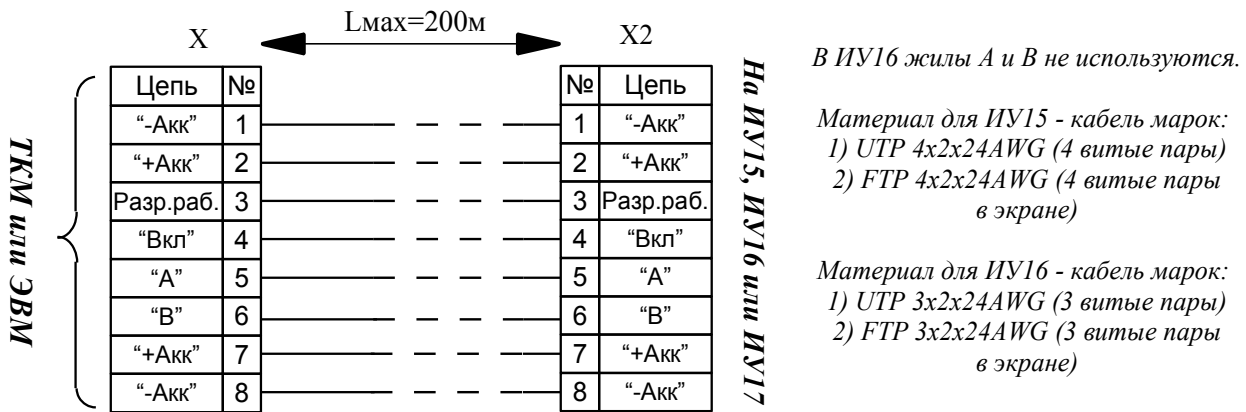 Lмах=200м
X
X2
Цепь №
“-Акк” 1
“+Акк” 2
Разр.раб. 3
“Вкл” 4
“А” 5
“В” 6
“+Акк” 7
“-Акк” 8
№ Цепь
1 “-Акк”
2 “+Акк”
3 Разр.раб.
4 “Вкл”
5 “А”
6 “В”
7 “+Акк”
8 “-Акк”
ТКМ или ЭВМ
На ИУ15, ИУ16 или ИУ17
В ИУ16 жилы А и В не используются.
Материал для ИУ15 - кабель марок:
1) UTP 4x2x24AWG (4 витые пары)
2) FTP 4x2x24AWG (4 витые пары
в экране)
Материал для ИУ16 - кабель марок:
1) UTP 3x2x24AWG (3 витые пары)
2) FTP 3x2x24AWG (3 витые пары
в экране)